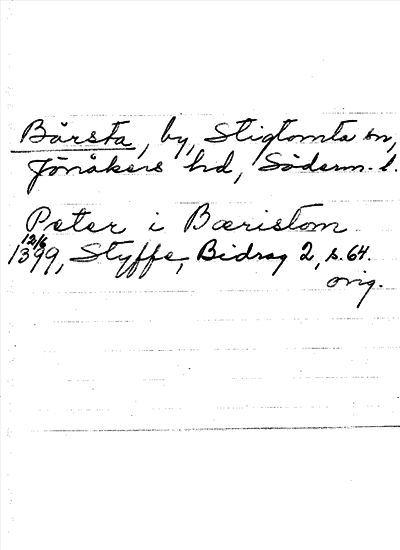 Bärsta, by, Stigtomta sn,
Jönåkers hd, Söderm. l.
Peter i Bæristom
12/6
1399, Styffe, Bidrag 2, s. 64.
orig.